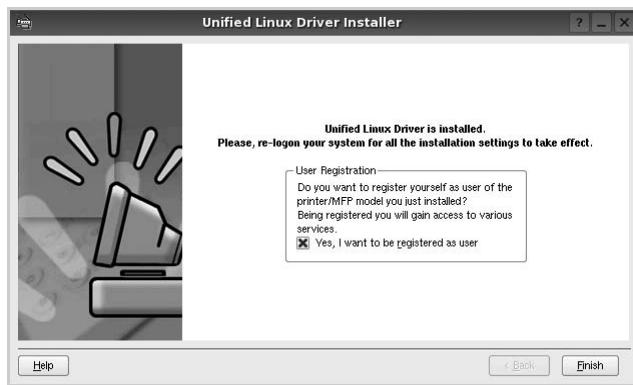 Unified Linux Driver Installer
Unified Linux Driver is installed.
Please, re-logon your system for all the installation settings to take effect.
User Registration
Do you want to register yourself as user of the
printer/MFP model you just installed?
Being registered you will gain access to various
services.
Yes, I want to be registered as user
Help
< Back
Finish